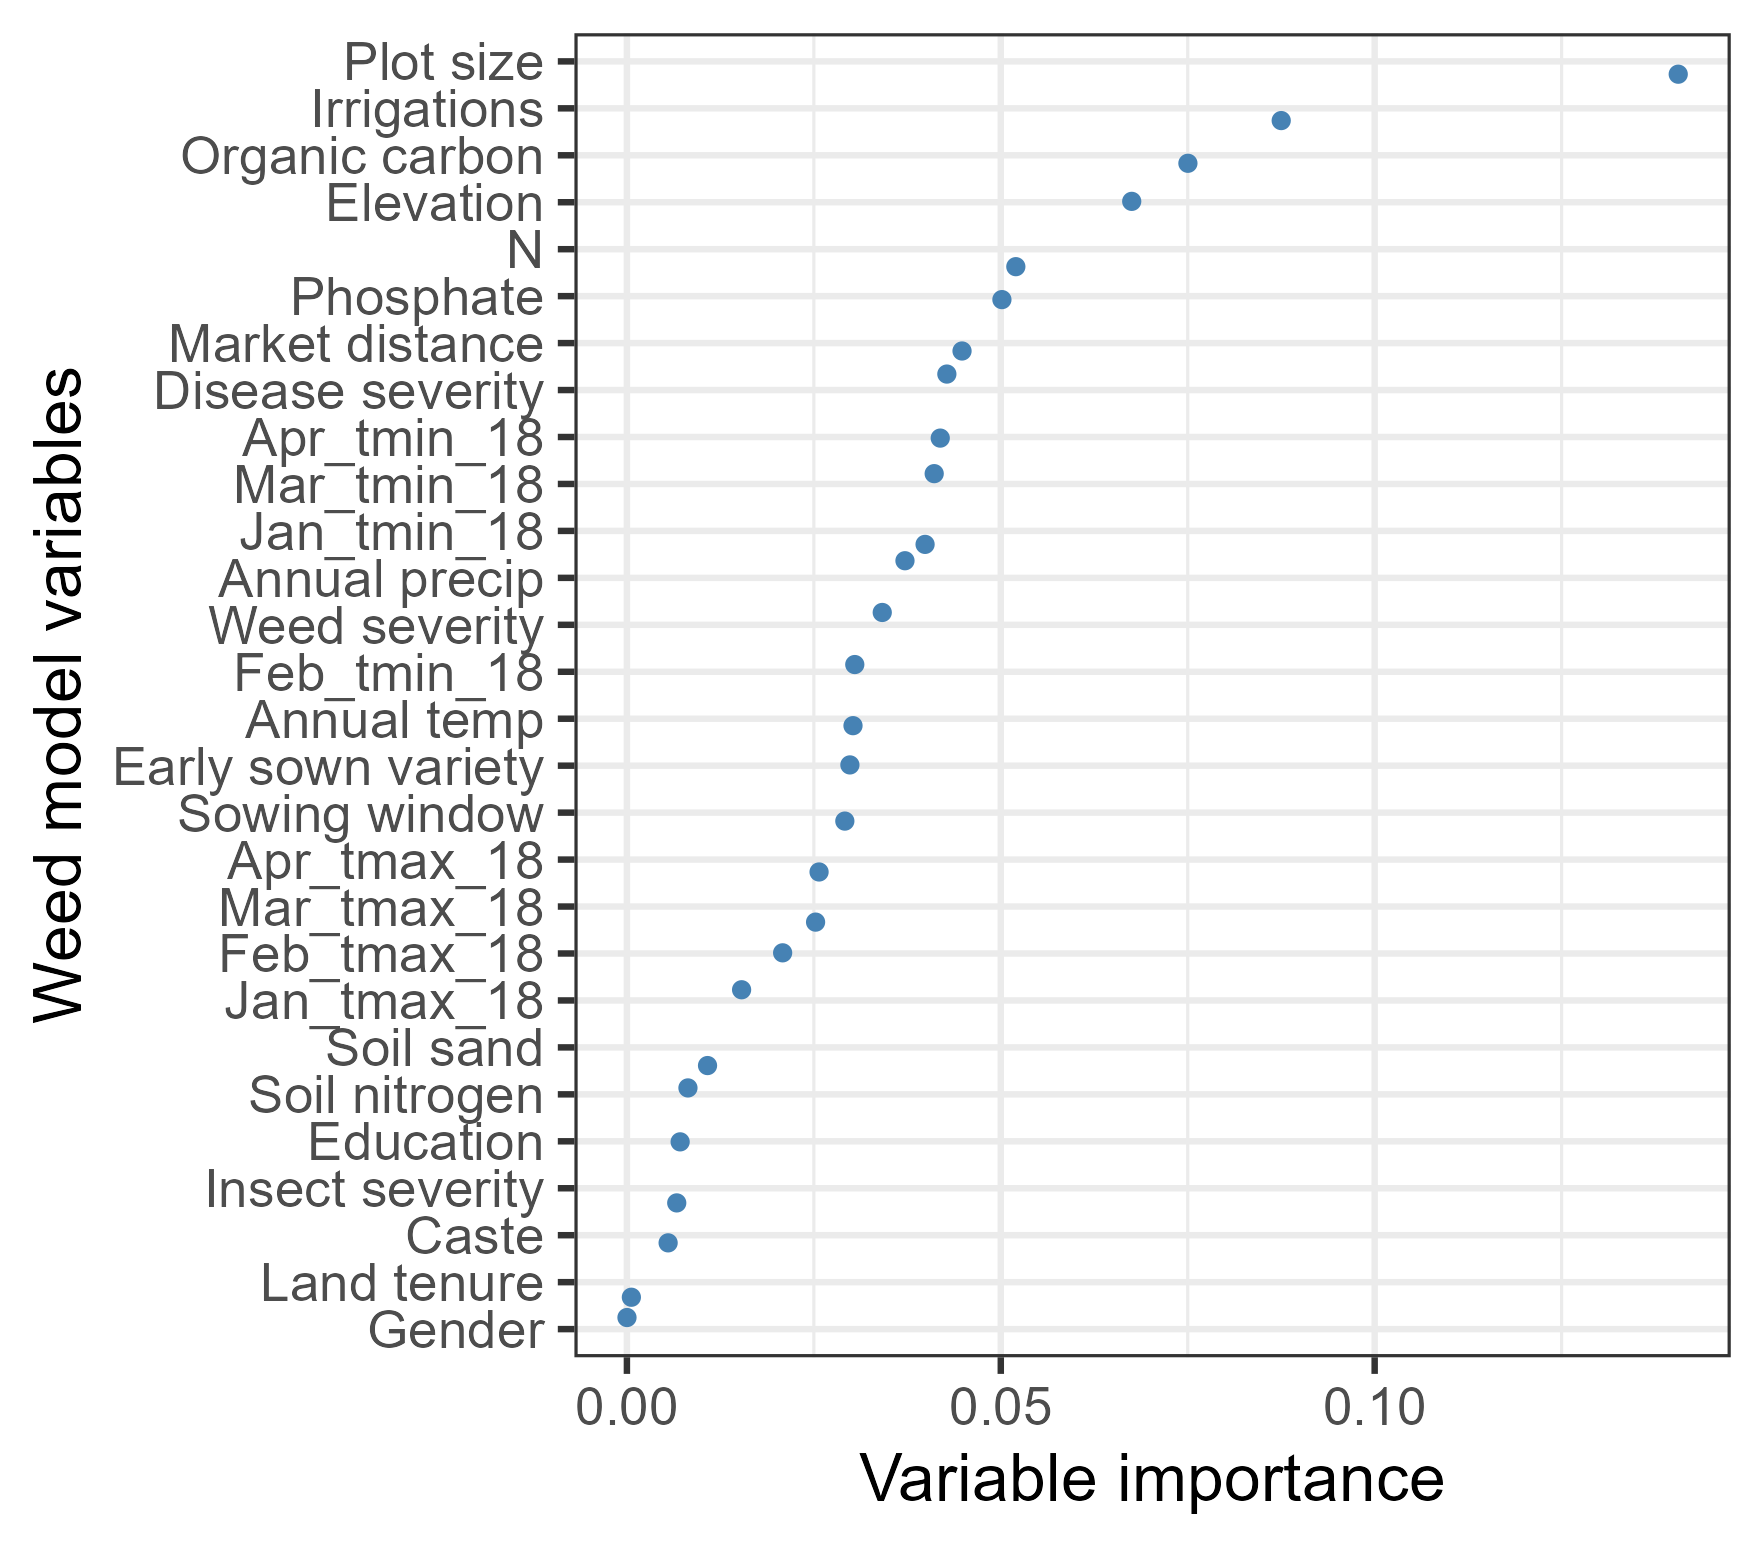 Plot size
Irrigations
Organic carbon
Elevation
N
Phosphate
Market distance
Disease severity
Apr_tmin_18
Mar_tmin_18
Jan_tmin_18
Annual precip
Weed severity
Feb_tmin_18
Annual temp
Early sown variety
Sowing window
Apr_tmax_18
Mar_tmax_18
Feb_tmax_18
Jan_tmax_18
Soil sand
Soil nitrogen
Education
Insect severity
Caste
Land tenure
Gender
Weed model variables
0.00 0.05 0.10
Variable importance